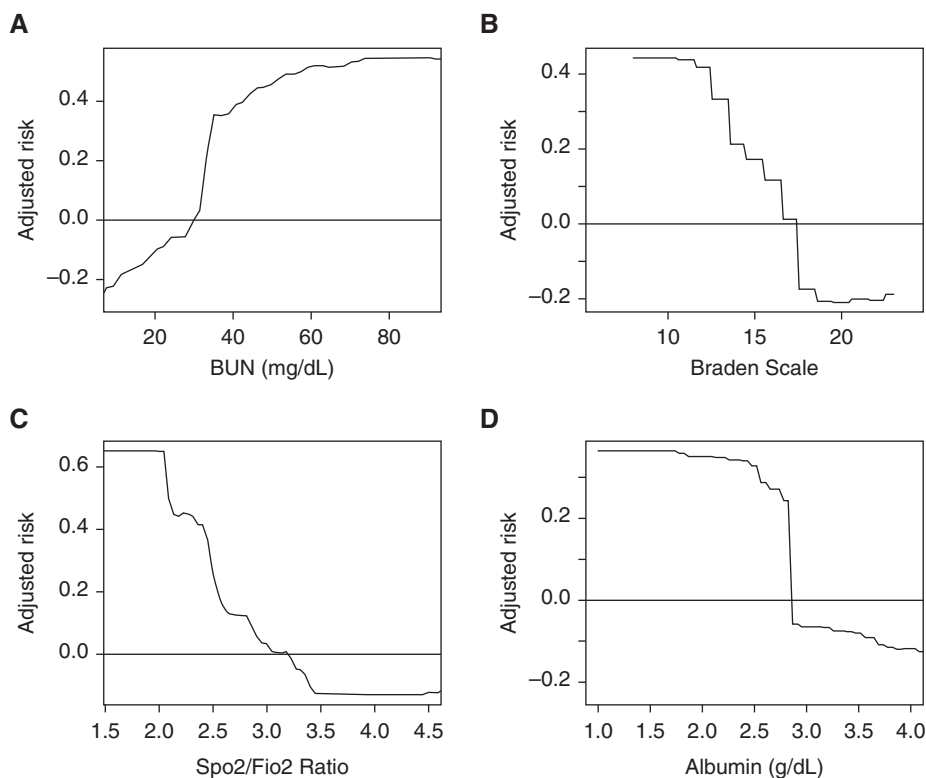 A
Adjusted risk
0.4
0.2
0.0
−0.2
20 40 60 80
BUN (mg/dL)
B
Adjusted risk
0.4
0.2
0.0
−0.2
10 15 20
Braden Scale
C
Adjusted risk
0.6
0.4
0.2
0.0
1.5 2.0 2.5 3.0 3.5 4.0 4.5
Spo2/Fio2 Ratio
D
Adjusted risk
0.2
0.0
−0.2
1.0 1.5 2.0 2.5 3.0 3.5 4.0
Albumin (g/dL)